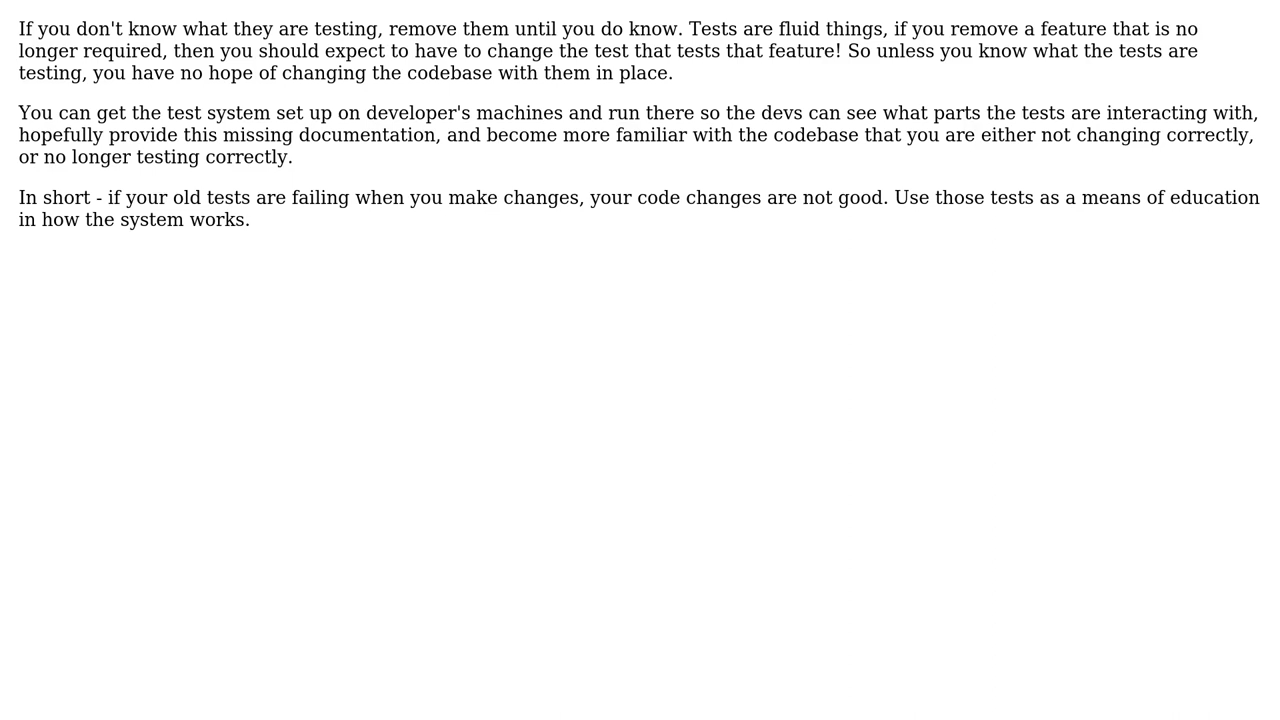 If you don't know what they are testing, remove them until you do know. Tests are fluid things, if you remove a feature that is no
longer required, then you should expect to have to change the test that tests that feature! So unless you know what the tests are
testing, you have no hope of changing the codebase with them in place.
You can get the test system set up on developer's machines and run there so the devs can see what parts the tests are interacting with,
hopefully provide this missing documentation, and become more familiar with the codebase that you are either not changing correctly,
or no longer testing correctly.
In short - if your old tests are failing when you make changes, your code changes are not good. Use those tests as a means of education
in how the system works.